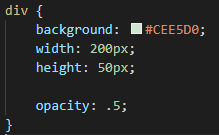 div {
background: #CEE5D0;
width: 200px;
height: 50px;
opacity: .5;
}